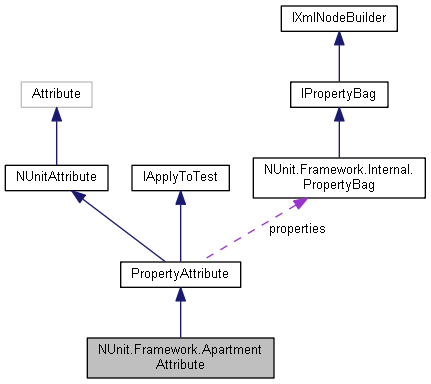 IXmlNodeBuilder
Attribute
IPropertyBag
NUnitAttribute
IApplyToTest
NUnit.Framework.Internal.
PropertyBag
properties
PropertyAttribute
NUnit.Framework.Apartment
Attribute